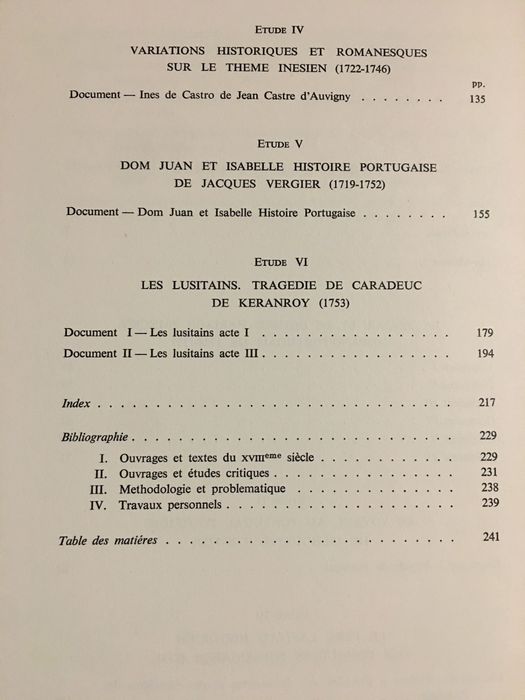 ETUDE IV
VARIATIONS HISTORIQUES ET ROMANESQUES
SUR LE THEME INESIEN (1722-1746)
pp.
Document — Ines de Castro de Jean Castre d'Auvigny . . . . . . . . 135
ETUDE V
DOM JUAN ET ISABELLE HISTOIRE PORTUGAISE
DE JACQUES VERGIER (1719-1752)
Document — Dom Juan et Isabelle Histoire Portugaise . . . . . . . . 155
ETUDE VI
LES LUSITAINS. TRAGEDIE DE CARADEUC
DE KERANROY (1753)
Document I — Les lusitains acte I . . . . . . . . . . . . . . . . . 179
Document II — Les lusitains acte III . . . . . . . . . . . . . . . . 194
Index . . . . . . . . . . . . . . . . . . . . . . . . . . . . . 217
Bibliographie . . . . . . . . . . . . . . . . . . . . . . . . . . 229
I. Ouvrages et textes du XVIIIeme siècle . . . . . . . . . . . 229
II. Ouvrages et études critiques . . . . . . . . . . . . . . . 231
III. Methodologie et problematique . . . . . . . . . . . . . 238
IV. Travaux personnels . . . . . . . . . . . . . . . . . . . 239
Table des matiéres . . . . . . . . . . . . . . . . . . . . . . . . 241